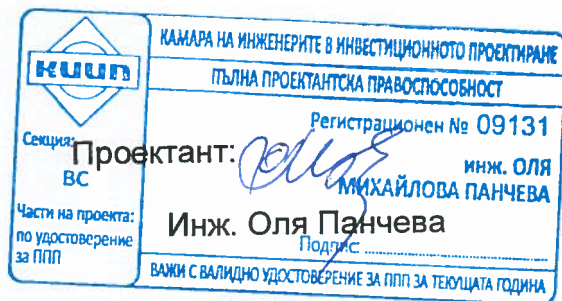 КАМАРА НА ИНЖЕНЕРИТЕ В ИНВЕСТИЦИОННОТО ПРОЕКТИРАНЕ
КИИП
ПЪЛНА ПРОЕКТАНТСКА ПРАВОСПОСОБНОСТ
Регистрационен № 09131
Секция:
ВС
Проектант:
инж. ОЛЯ
МИХАЙЛОВА ПАНЧЕВА
Части на проекта:
по удостоверение
за ППП
Инж. Оля Панчева
Подпис:
ВАЖИ С ВАЛИДНО УДОСТОВЕРЕНИЕ ЗА ППП ЗА ТЕКУЩАТА ГОДИНА